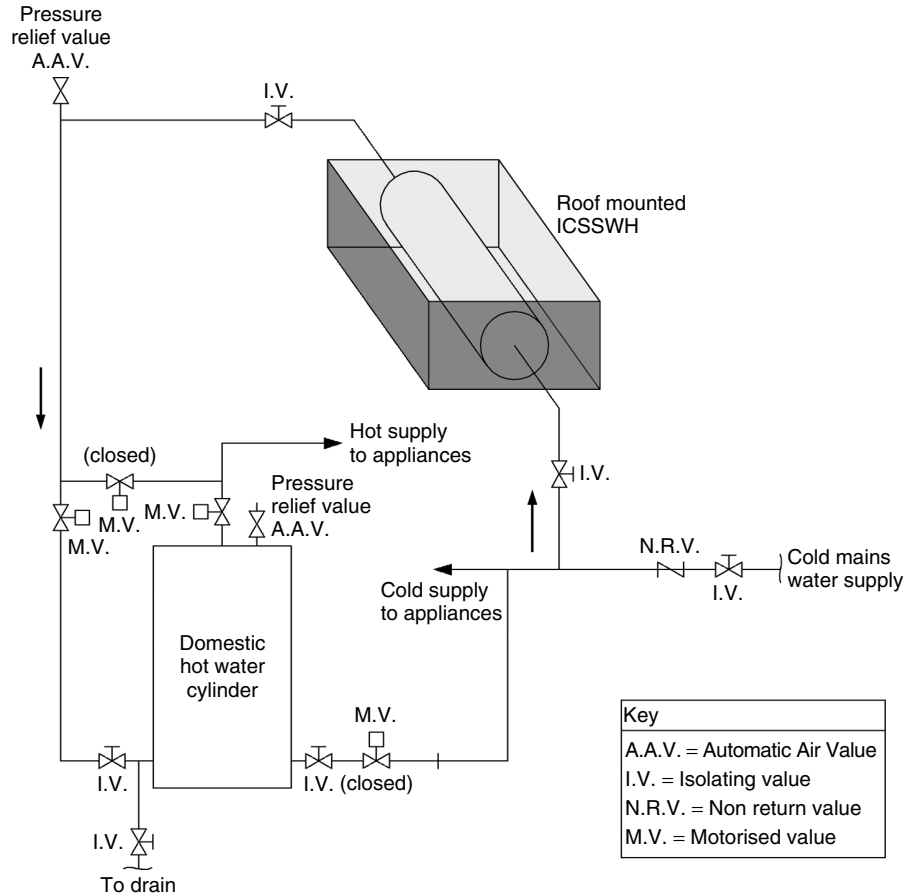 Pressure
relief value
A.A.V.
I.V.
Roof mounted
ICSSWH
Hot supply
to appliances
(closed)
M.V.
M.V.
M.V.
Pressure
relief value
A.A.V.
I.V.
N.R.V.
I.V.
Cold mains
water supply
Cold supply
to appliances
Domestic
hot water
cylinder
M.V.
I.V.
I.V.
(closed)
I.V.
To drain
Key
A.A.V. = Automatic Air Value
I.V. = Isolating value
N.R.V. = Non return value
M.V. = Motorised value